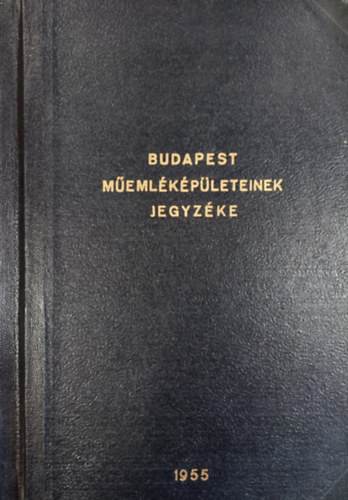 BUDAPEST
MŰEMLÉKÉPÜLETEINEK
JEGYZÉKE
1955